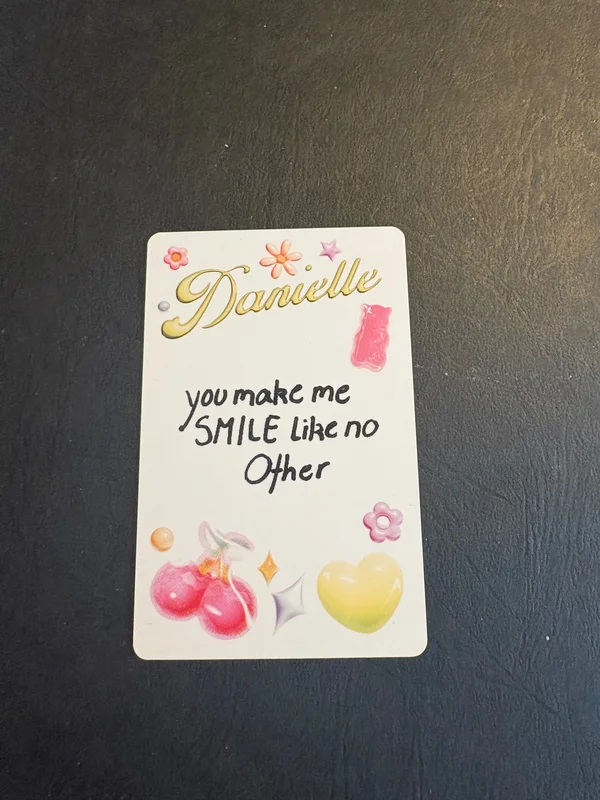 Danielle
you make me
SMILE like no
Other